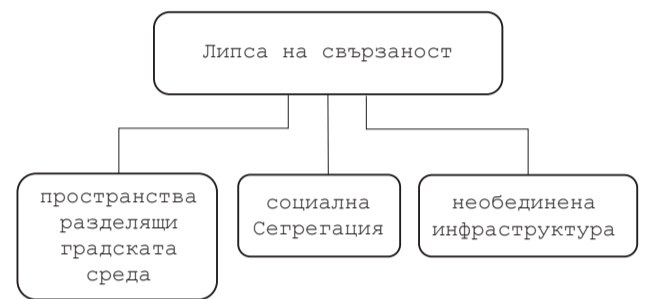 Липса на свързаност
пространства
разделящи
градската
среда
социална
Сегрегация
необединена
инфраструктура